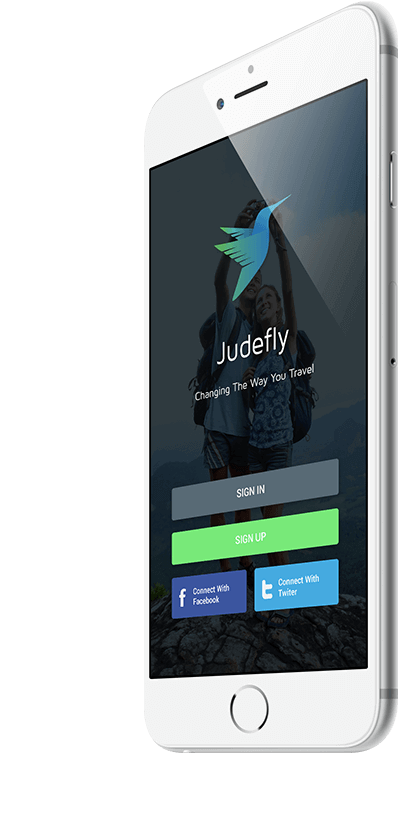 Judefly
Changing The Way You Travel
SIGN IN
SIGN UP
f Connect With
Facebook
Connect With
Twiter